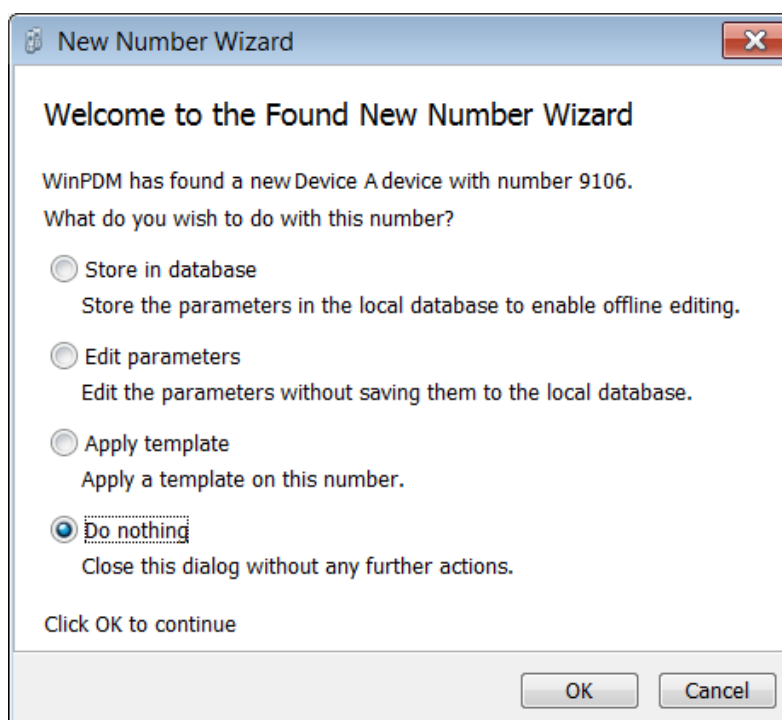 New Number Wizard
Welcome to the Found New Number Wizard
WinPDM has found a new Device A device with number 9106.
What do you wish to do with this number?
Store in database
Store the parameters in the local database to enable offline editing.
Edit parameters
Edit the parameters without saving them to the local database.
Apply template
Apply a template on this number.
Do nothing
Close this dialog without any further actions.
Click OK to continue
OK Cancel